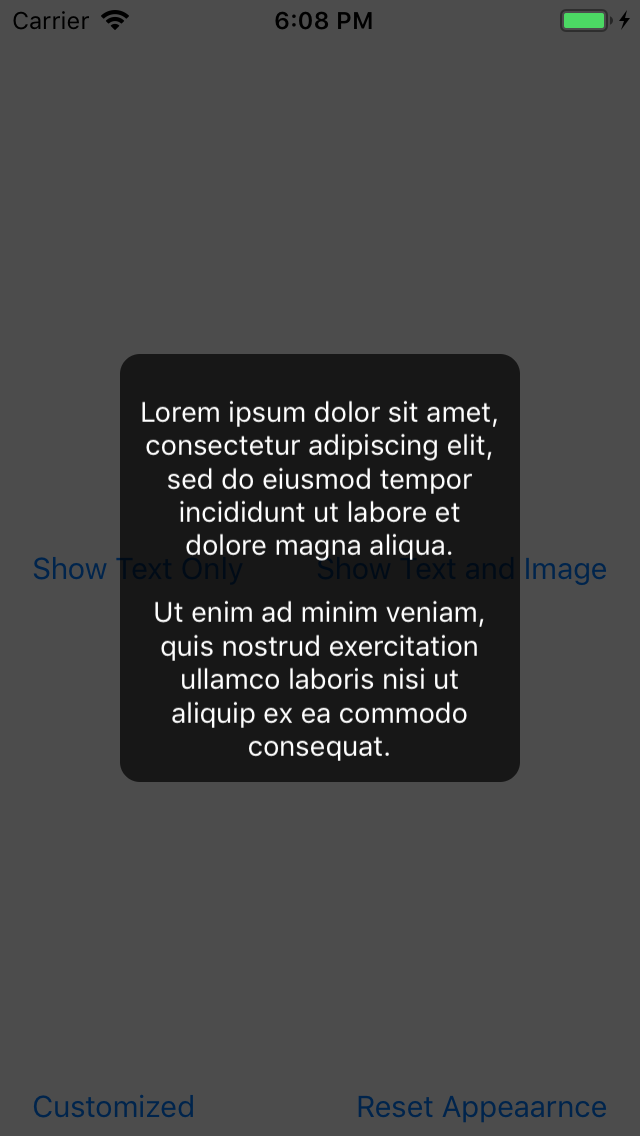 Carrier 6:08 PM
Lorem ipsum dolor sit amet,
consectetur adipiscing elit,
sed do eiusmod tempor
incididunt ut labore et
dolore magna aliqua.
Show Text Only Show Text and Image
Ut enim ad minim veniam,
quis nostrud exercitation
ullamco laboris nisi ut
aliquip ex ea commodo
consequat.
Customized Reset Appeaarnce